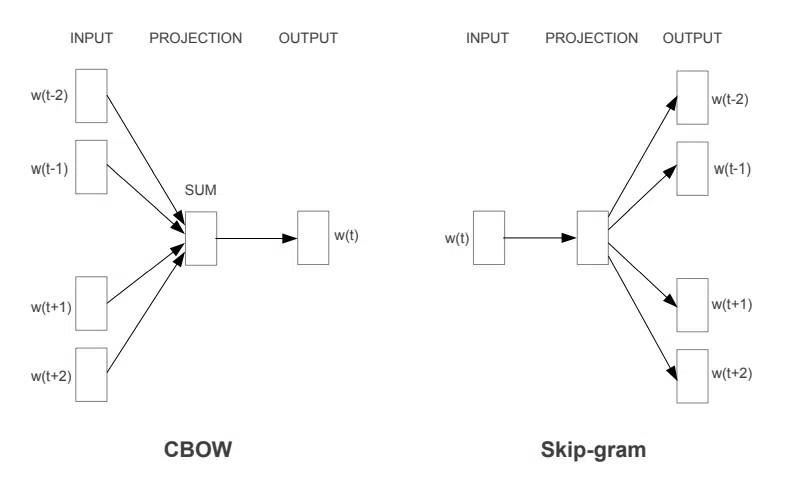 INPUT PROJECTION OUTPUT
w(t-2)
w(t-1)
SUM
w(t)
w(t+1)
w(t+2)
CBOW
INPUT PROJECTION OUTPUT
w(t-2)
w(t-1)
w(t)
w(t+1)
w(t+2)
Skip-gram